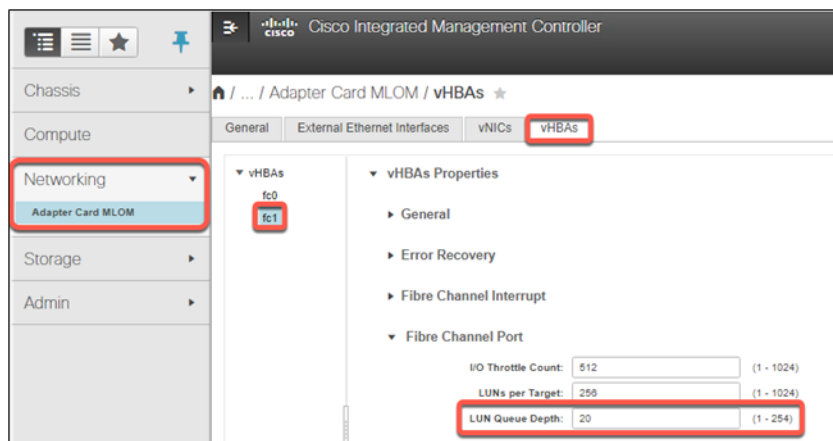 cisco Cisco Integrated Management Controller
/ ... / Adapter Card MLOM / vHBAs
Chassis
Compute
Networking
Adapter Card MLOM
Storage
Admin
General External Ethernet Interfaces vNICs vHBAs
vHBAs
fc0
fc1
vHBAs Properties
General
Error Recovery
Fibre Channel Interrupt
Fibre Channel Port
I/O Throttle Count: 512 (1 - 1024)
LUNs per Target: 256 (1 - 1024)
LUN Queue Depth: 20 (1 - 254)